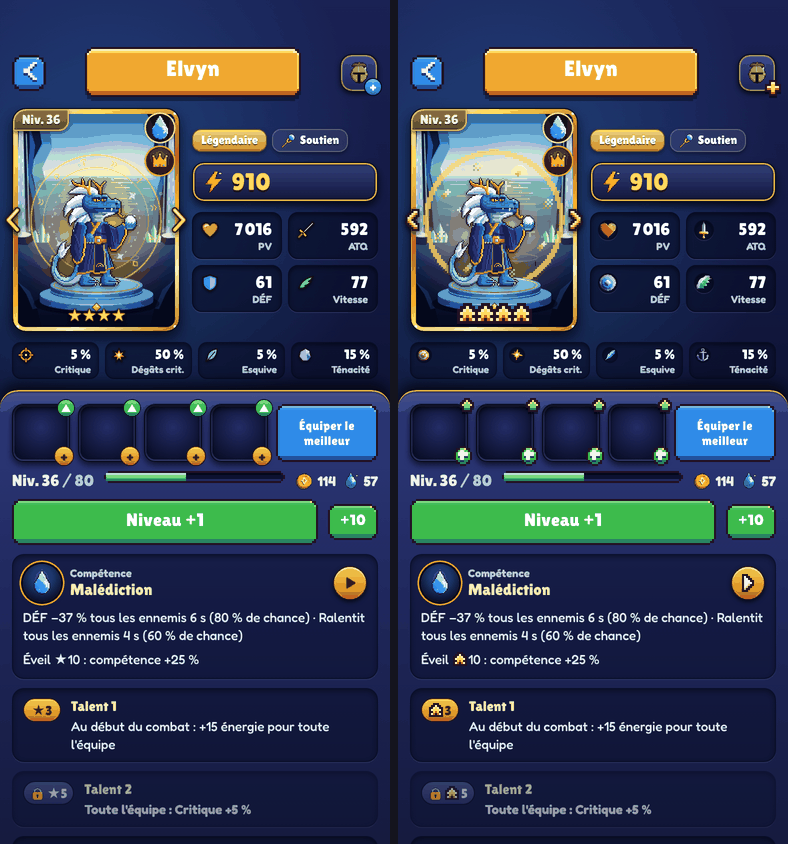 Elvyn
Niv. 36
Légendaire
Soutien
910
7016
PV
592
ATQ
61
DÉF
77
Vitesse
5 %
Critique
50 %
Dégâts crit.
5 %
Esquive
15 %
Ténacité
Équiper le
meilleur
Niv. 36 / 80
114
57
Niveau +1
+10
Compétence
Malédiction
DÉF −37 % tous les ennemis 6 s (80 % de chance) · Ralentit
tous les ennemis 4 s (60 % de chance)
Éveil ★10 : compétence +25 %
★3
Talent 1
Au début du combat : +15 énergie pour toute
l'équipe
★5
Talent 2
Toute l'équipe : Critique +5 %
Elvyn
Niv. 36
Légendaire
Soutien
910
7016
PV
592
ATQ
61
DÉF
77
Vitesse
5 %
Critique
50 %
Dégâts crit.
5 %
Esquive
15 %
Ténacité
Équiper le
meilleur
Niv. 36 / 80
114
57
Niveau +1
+10
Compétence
Malédiction
DÉF −37 % tous les ennemis 6 s (80 % de chance) · Ralentit
tous les ennemis 4 s (60 % de chance)
Éveil 10 : compétence +25 %
3
Talent 1
Au début du combat : +15 énergie pour toute
l'équipe
5
Talent 2
Toute l'équipe : Critique +5 %